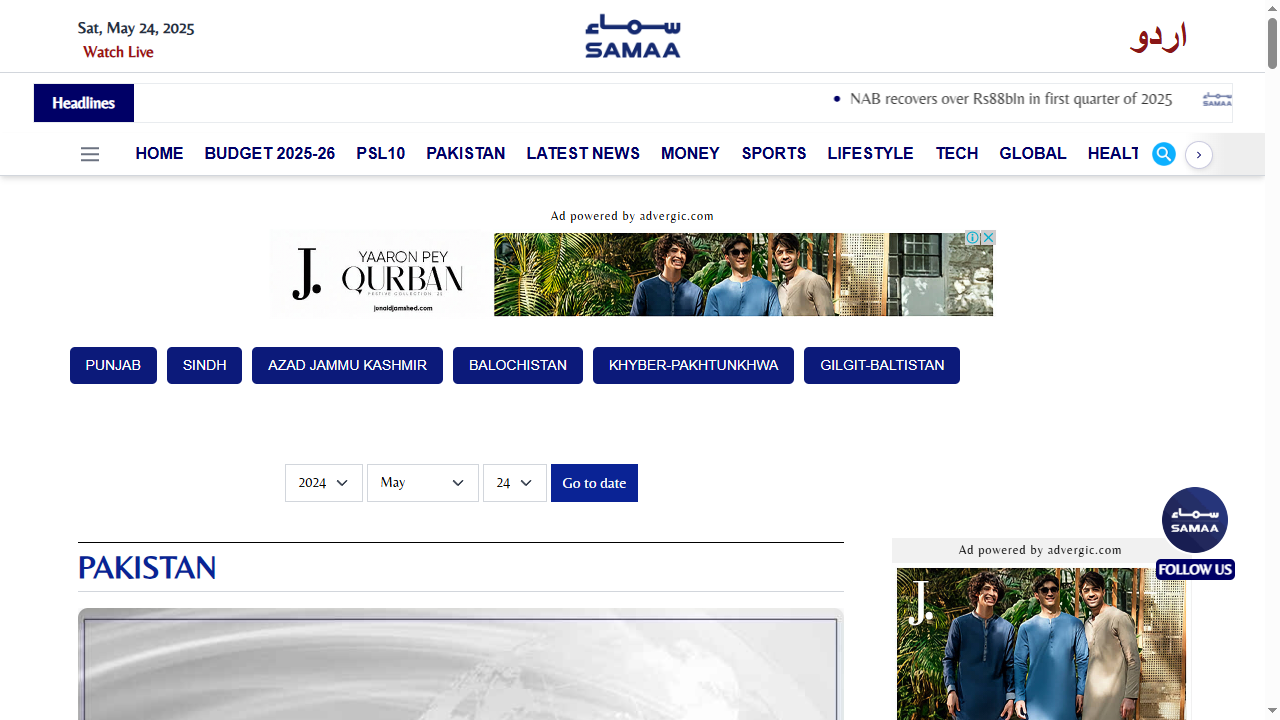 Sat, May 24, 2025
Watch Live
سماء
SAMAA
اردو
Headlines
NAB recovers over Rs88bln in first quarter of 2025
سماء
SAMAA
HOME BUDGET 2025-26 PSL10 PAKISTAN LATEST NEWS MONEY SPORTS LIFESTYLE TECH GLOBAL HEALT
Ad powered by advergic.com
J.
YAARON PEY
QURBAN
FESTIVE COLLECTION '25
junaidjamshed.com
PUNJAB SINDH AZAD JAMMU KASHMIR BALOCHISTAN KHYBER-PAKHTUNKHWA GILGIT-BALTISTAN
2024 May 24 Go to date
سماء
SAMAA
FOLLOW US
PAKISTAN
Ad powered by advergic.com
J.